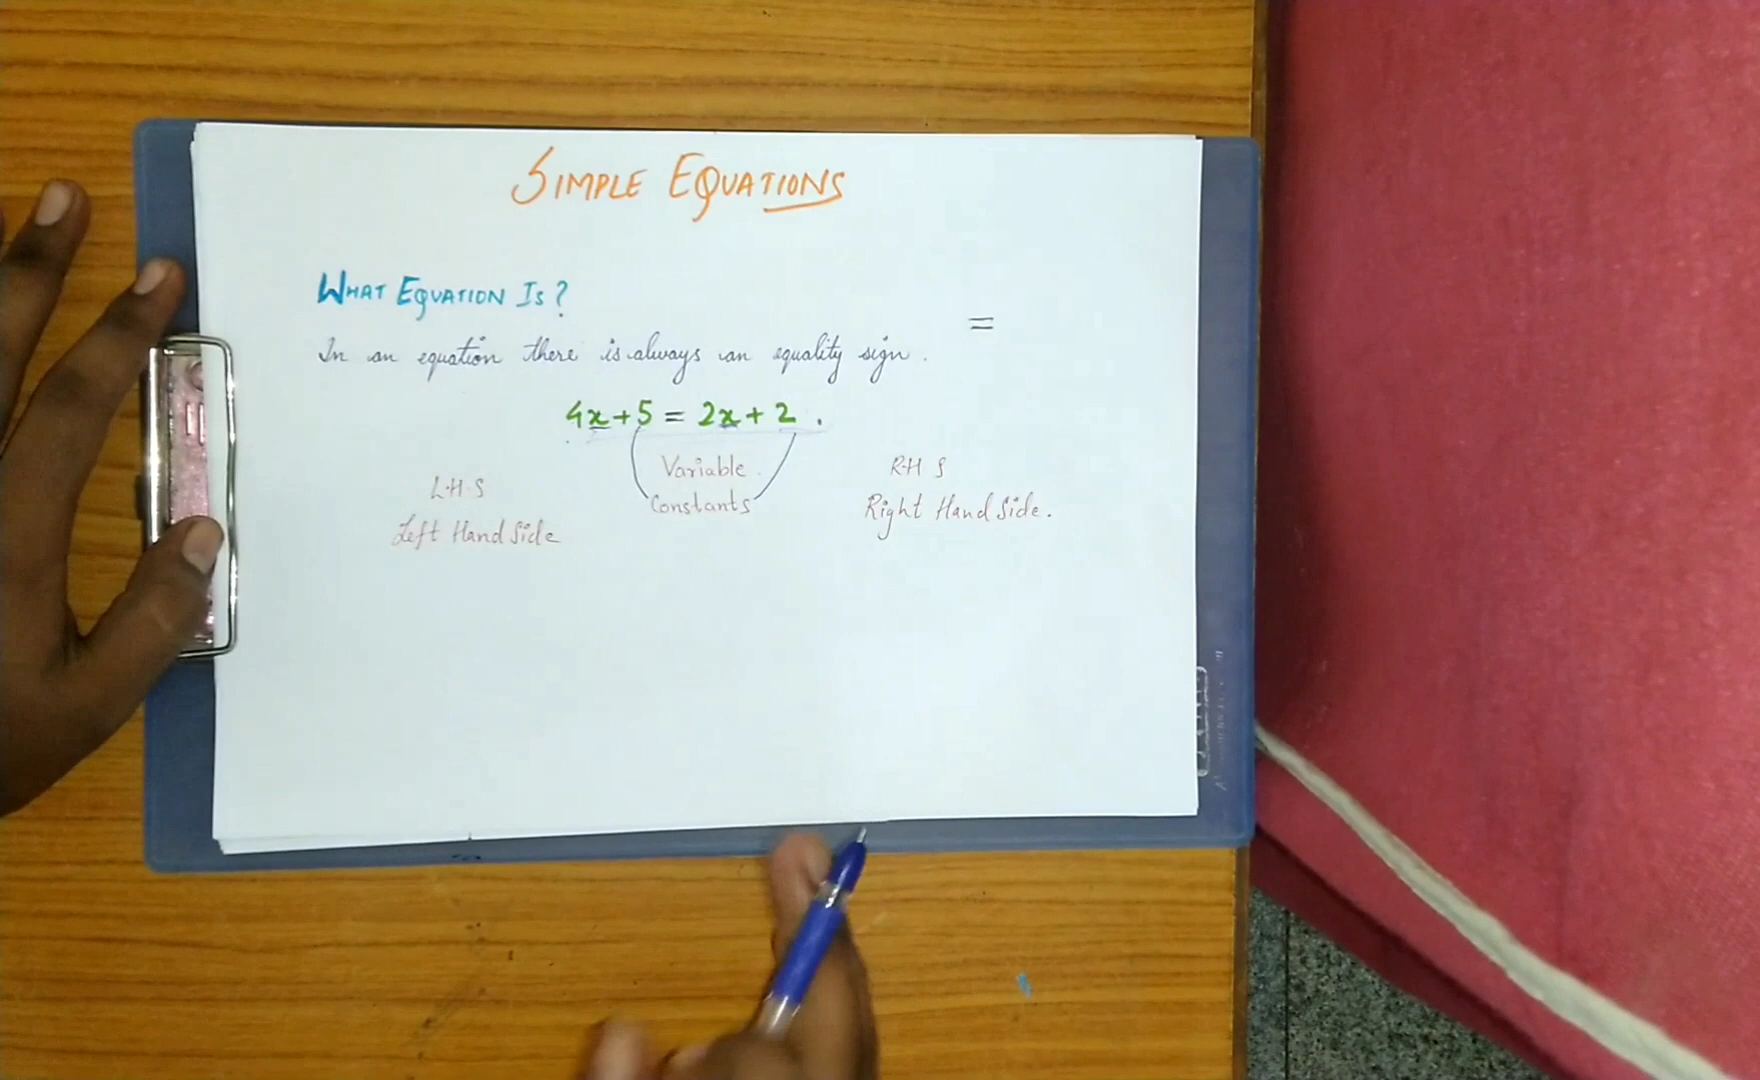 SIMPLE EQUATIONS
WHAT EQUATION IS?
=
In an equation there is always an equality sign.
4x+5 = 2x+2.
Variable.
Constants
L.H.S
Left Hand Side
R.H S
Right Hand Side.